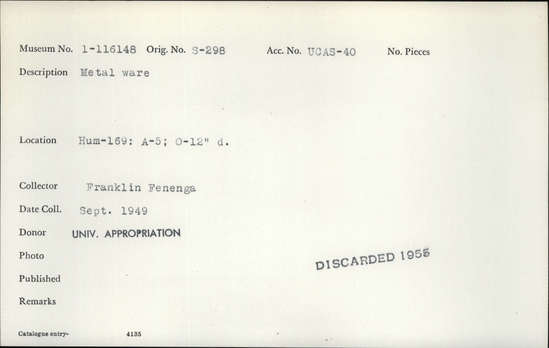 Museum No. 1-116148 Orig. No. S-298 Acc. No. UCAS-40 No. Pieces
Description Metal ware
Location Hum-169: A-5; 0-12" d.
Collector Franklin Fenenga
Date Coll. Sept. 1949
Donor UNIV. APPROPRIATION
Photo
DISCARDED
Published
Remarks
Catalogue entry- 4135